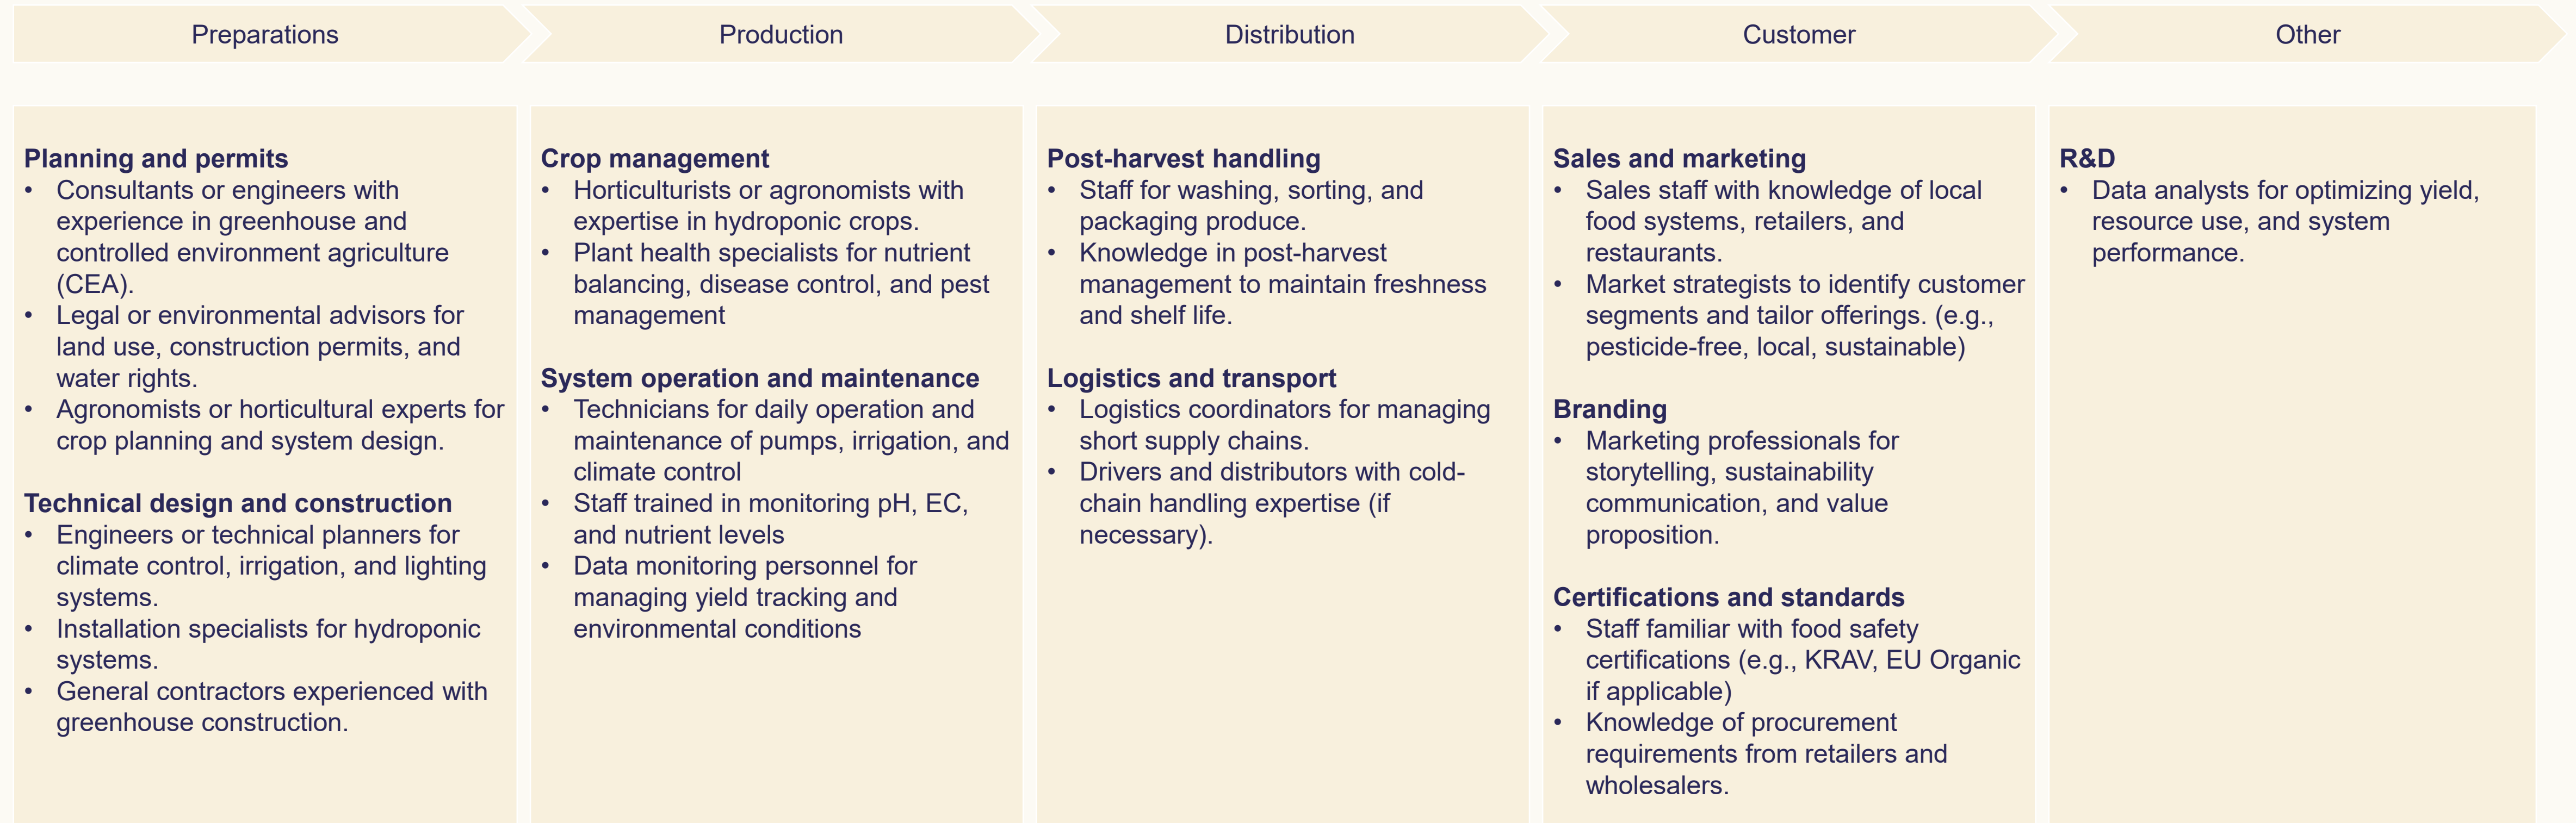 Preparations
Production
Distribution
Customer
Other
Planning and permits
• Consultants or engineers with
experience in greenhouse and
controlled environment agriculture
(CEA).
• Legal or environmental advisors for
land use, construction permits, and
water rights.
• Agronomists or horticultural experts for
crop planning and system design.
Technical design and construction
• Engineers or technical planners for
climate control, irrigation, and lighting
systems.
• Installation specialists for hydroponic
systems.
• General contractors experienced with
greenhouse construction.
Crop management
• Horticulturists or agronomists with
expertise in hydroponic crops.
• Plant health specialists for nutrient
balancing, disease control, and pest
management
System operation and maintenance
• Technicians for daily operation and
maintenance of pumps, irrigation, and
climate control
• Staff trained in monitoring pH, EC,
and nutrient levels
• Data monitoring personnel for
managing yield tracking and
environmental conditions
Post-harvest handling
• Staff for washing, sorting, and
packaging produce.
• Knowledge in post-harvest
management to maintain freshness
and shelf life.
Logistics and transport
• Logistics coordinators for managing
short supply chains.
• Drivers and distributors with cold-
chain handling expertise (if
necessary).
Sales and marketing
• Sales staff with knowledge of local
food systems, retailers, and
restaurants.
• Market strategists to identify customer
segments and tailor offerings. (e.g.,
pesticide-free, local, sustainable)
Branding
• Marketing professionals for
storytelling, sustainability
communication, and value
proposition.
Certifications and standards
• Staff familiar with food safety
certifications (e.g., KRAV, EU Organic
if applicable)
• Knowledge of procurement
requirements from retailers and
wholesalers.
R&D
• Data analysts for optimizing yield,
resource use, and system
performance.